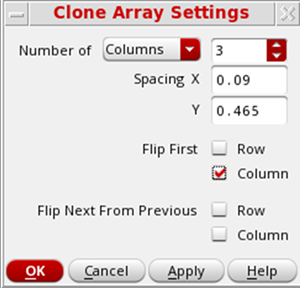 Clone Array Settings
Number of Columns 3
Spacing X 0.09
Y 0.465
Flip First Row
Column
Flip Next From Previous Row
Column
OK Cancel Apply Help